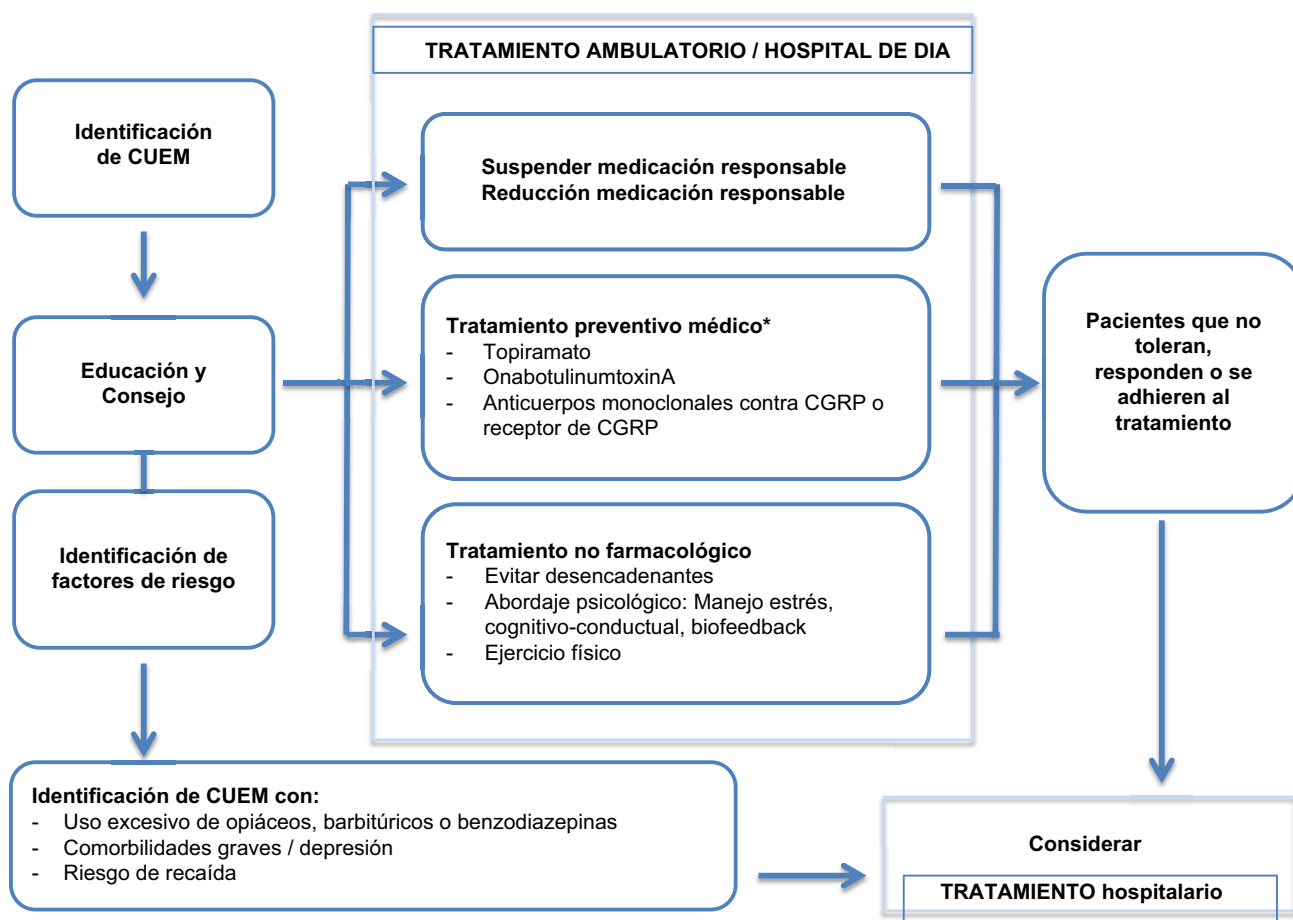 TRATAMIENTO AMBULATORIO / HOSPITAL DE DIA
Identificación
de CUEM
Educación y
Consejo
Identificación de
factores de riesgo
Suspender medicación responsable
Reducción medicación responsable
Tratamiento preventivo médico*
- Topiramato
- OnabotulinumtoxinA
- Anticuerpos monoclonales contra CGRP o
receptor de CGRP
Tratamiento no farmacológico
- Evitar desencadenantes
- Abordaje psicológico: Manejo estrés,
cognitivo-conductual, biofeedback
- Ejercicio físico
Pacientes que no
toleran,
responden o se
adhieren al
tratamiento
Identificación de CUEM con:
- Uso excesivo de opiáceos, barbitúricos o benzodiazepinas
- Comorbilidades graves / depresión
- Riesgo de recaída
Considerar
TRATAMIENTO hospitalario